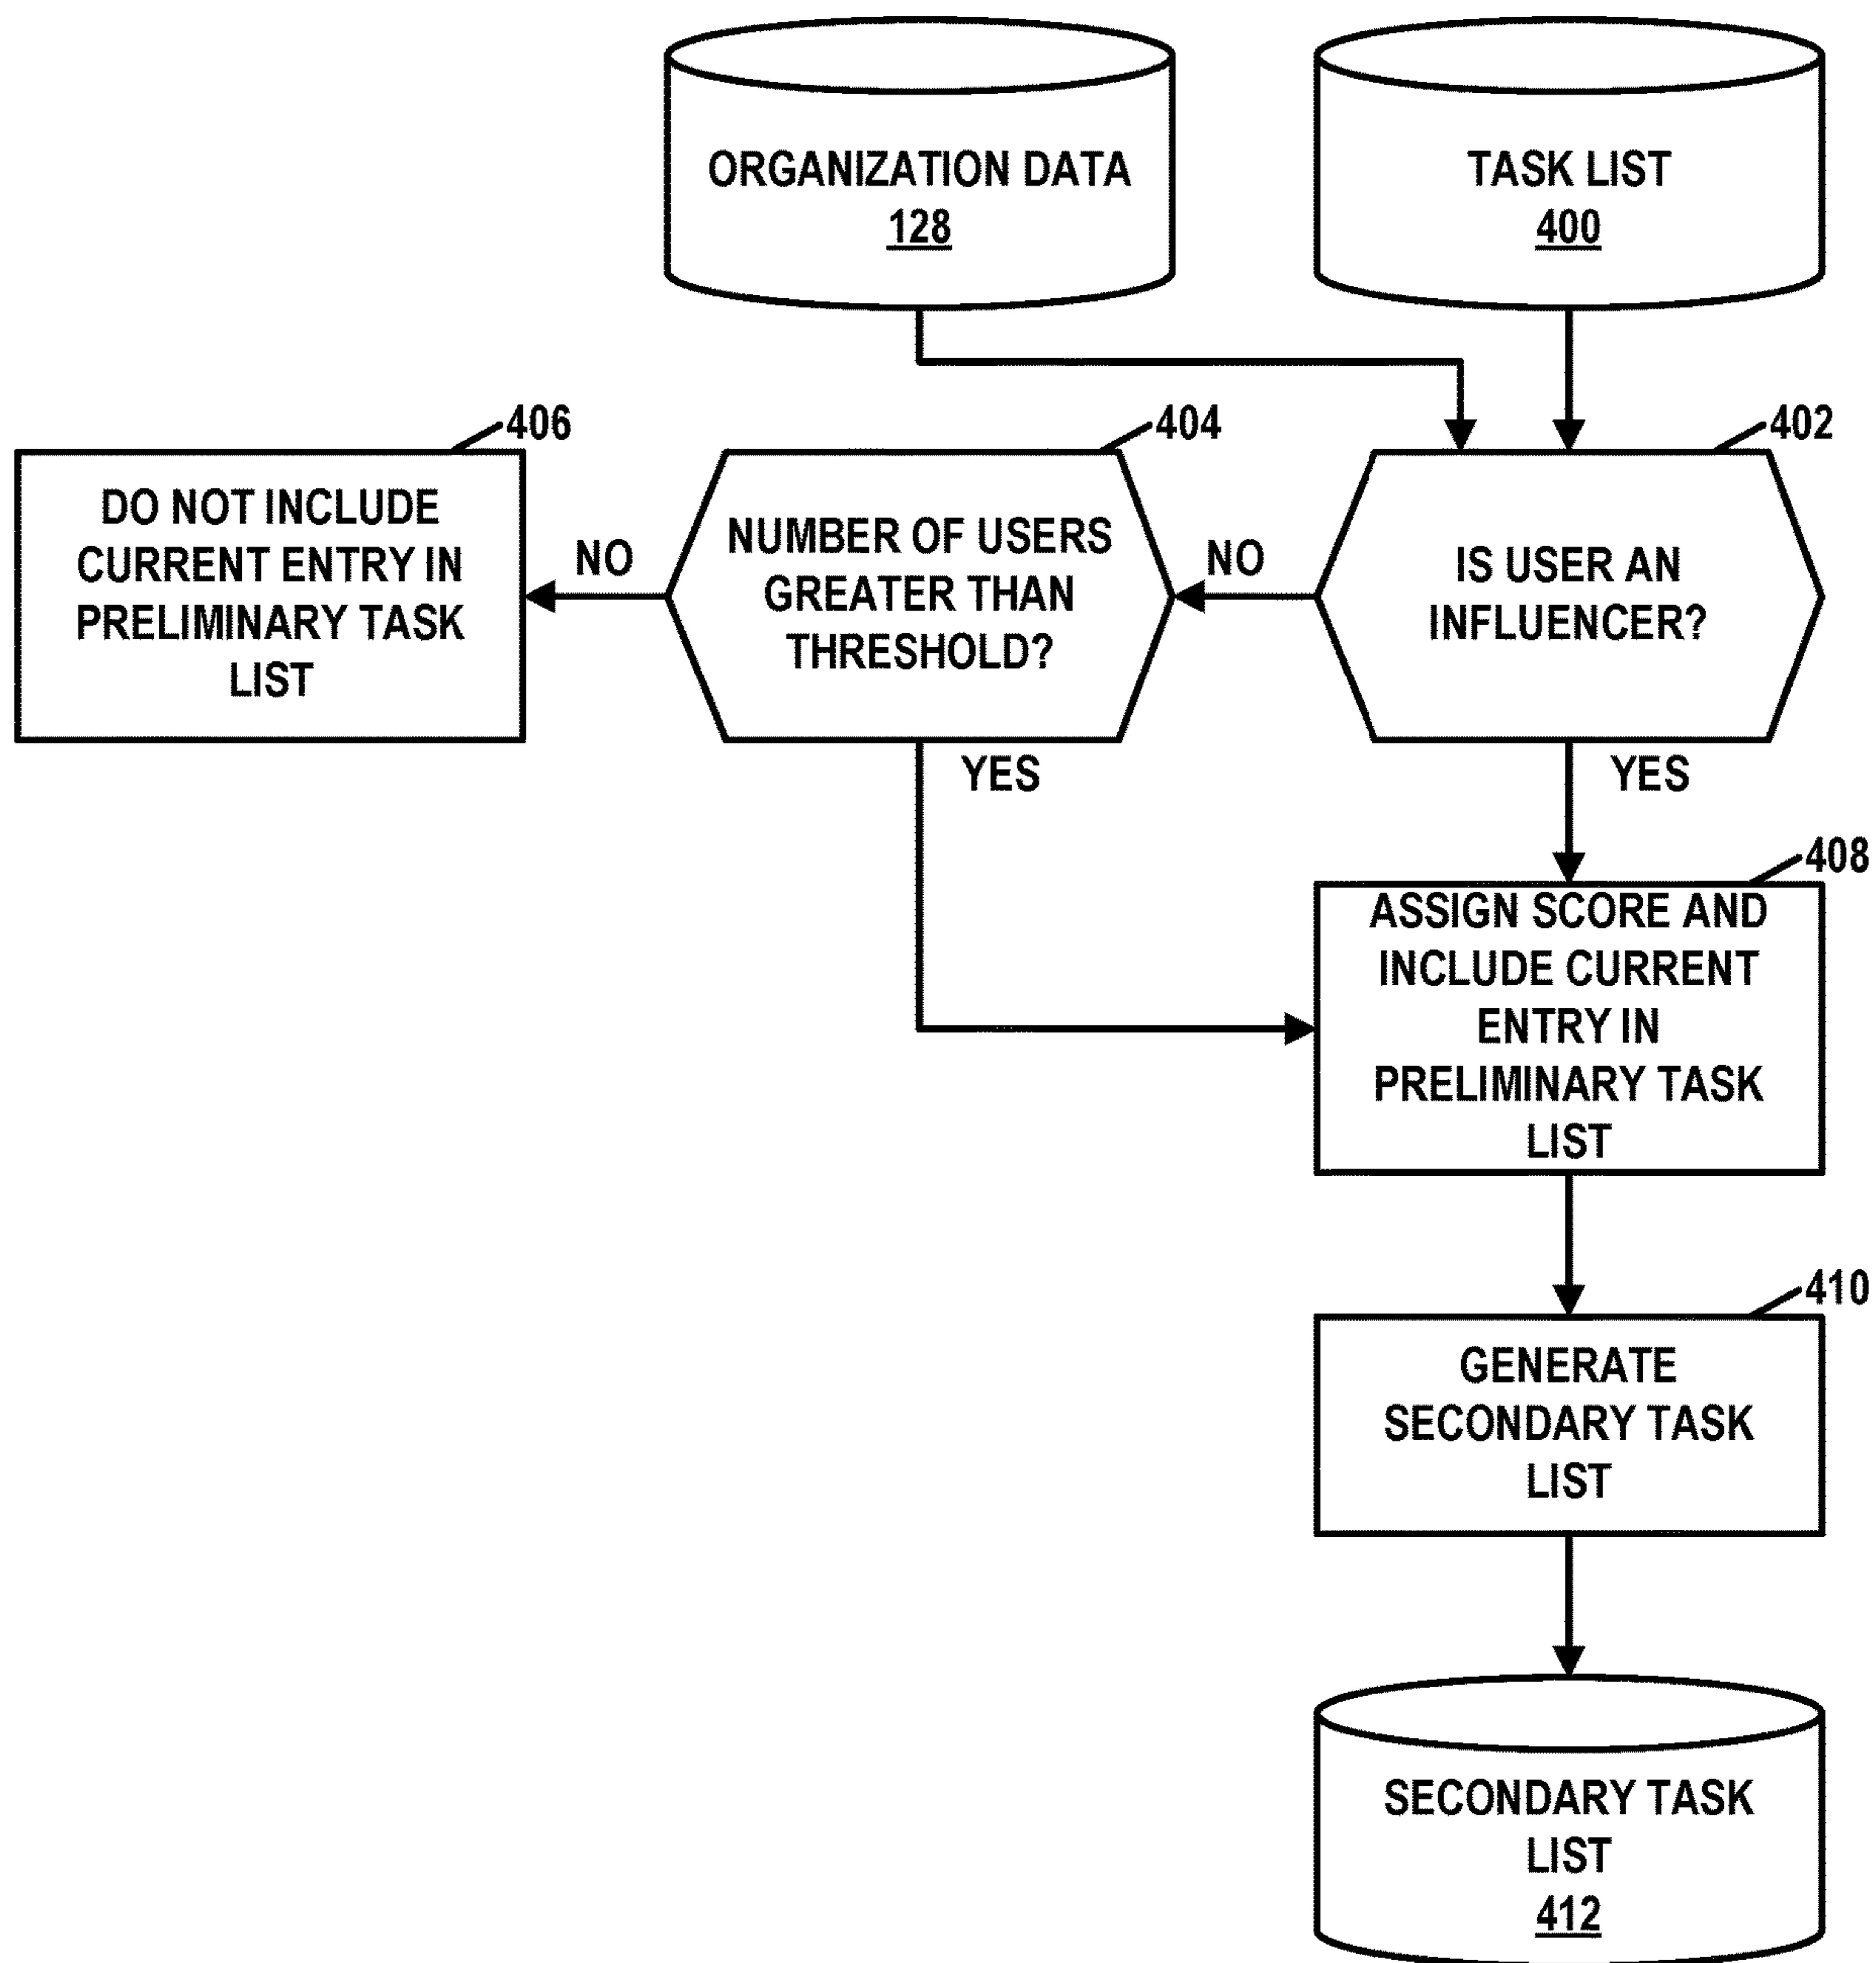 ORGANIZATION DATA
128
TASK LIST
400
406
DO NOT INCLUDE
CURRENT ENTRY IN
PRELIMINARY TASK
LIST
NO
404
NUMBER OF USERS
GREATER THAN
THRESHOLD?
NO
402
IS USER AN
INFLUENCER?
YES
YES
408
ASSIGN SCORE AND
INCLUDE CURRENT
ENTRY IN
PRELIMINARY TASK
LIST
410
GENERATE
SECONDARY TASK
LIST
SECONDARY TASK
LIST
412